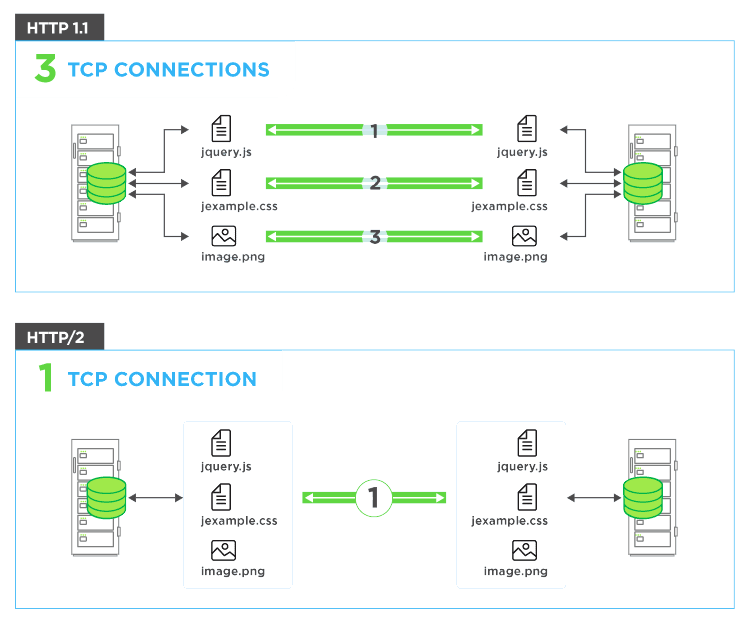 HTTP 1.1
3 TCP CONNECTIONS
1
jquery.js jquery.js
2
jexample.css jexample.css
3
image.png image.png
HTTP/2
1 TCP CONNECTION
jquery.js jquery.js
1
jexample.css jexample.css
image.png image.png